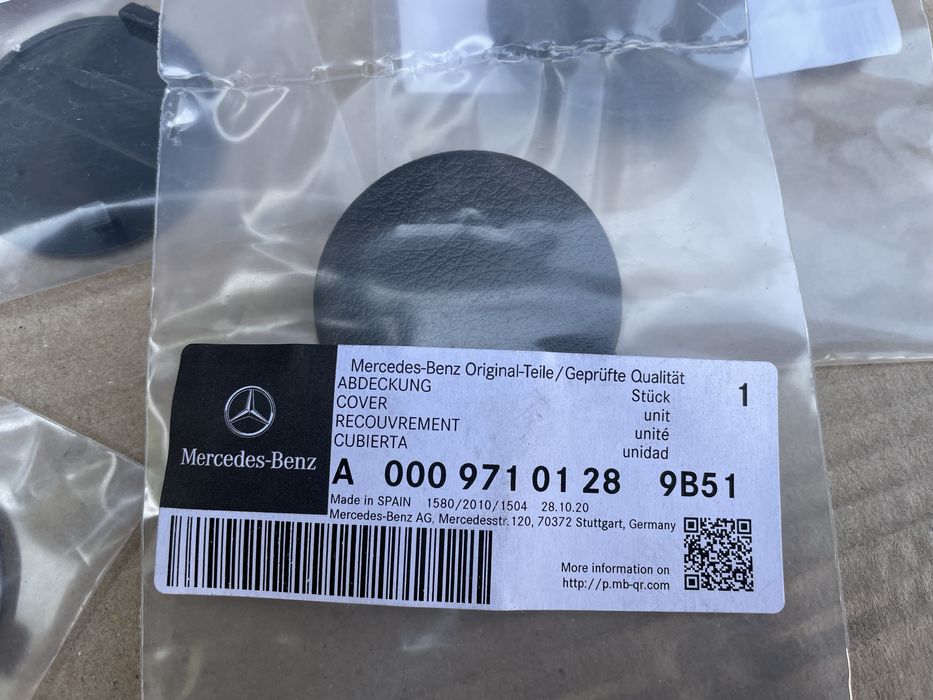 Mercedes-Benz Original-Teile/Geprüfte Qualität
ABDECKUNG Stück 1
COVER unit
RECOUVREMENT unité
CUBIERTA unidad
Mercedes-Benz
A 000 971 01 28 9B51
Made in SPAIN 1580/2010/1504 28.10.20
Mercedes-Benz AG, Mercedesstr. 120, 70372 Stuttgart, Germany
More information on
http://p.mb-qr.com